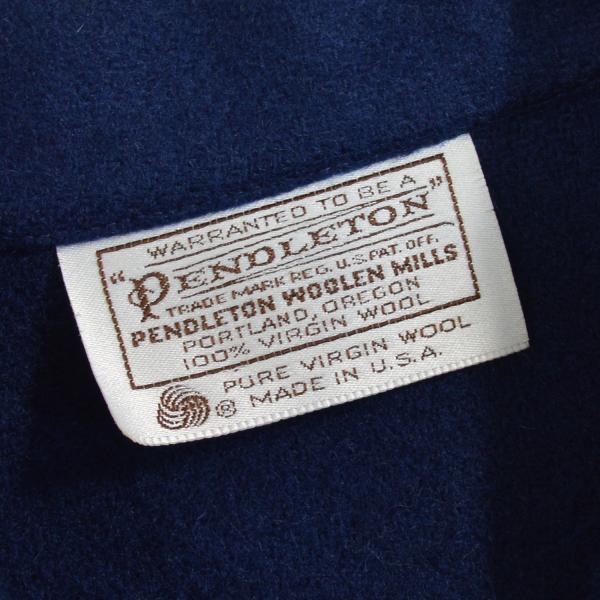 WARRANTED TO BE A
"PENDLETON"
TRADE MARK REG. U.S. PAT. OFF.
PENDLETON WOOLEN MILLS
PORTLAND, OREGON
100% VIRGIN WOOL
PURE VIRGIN WOOL
® MADE IN U.S.A.